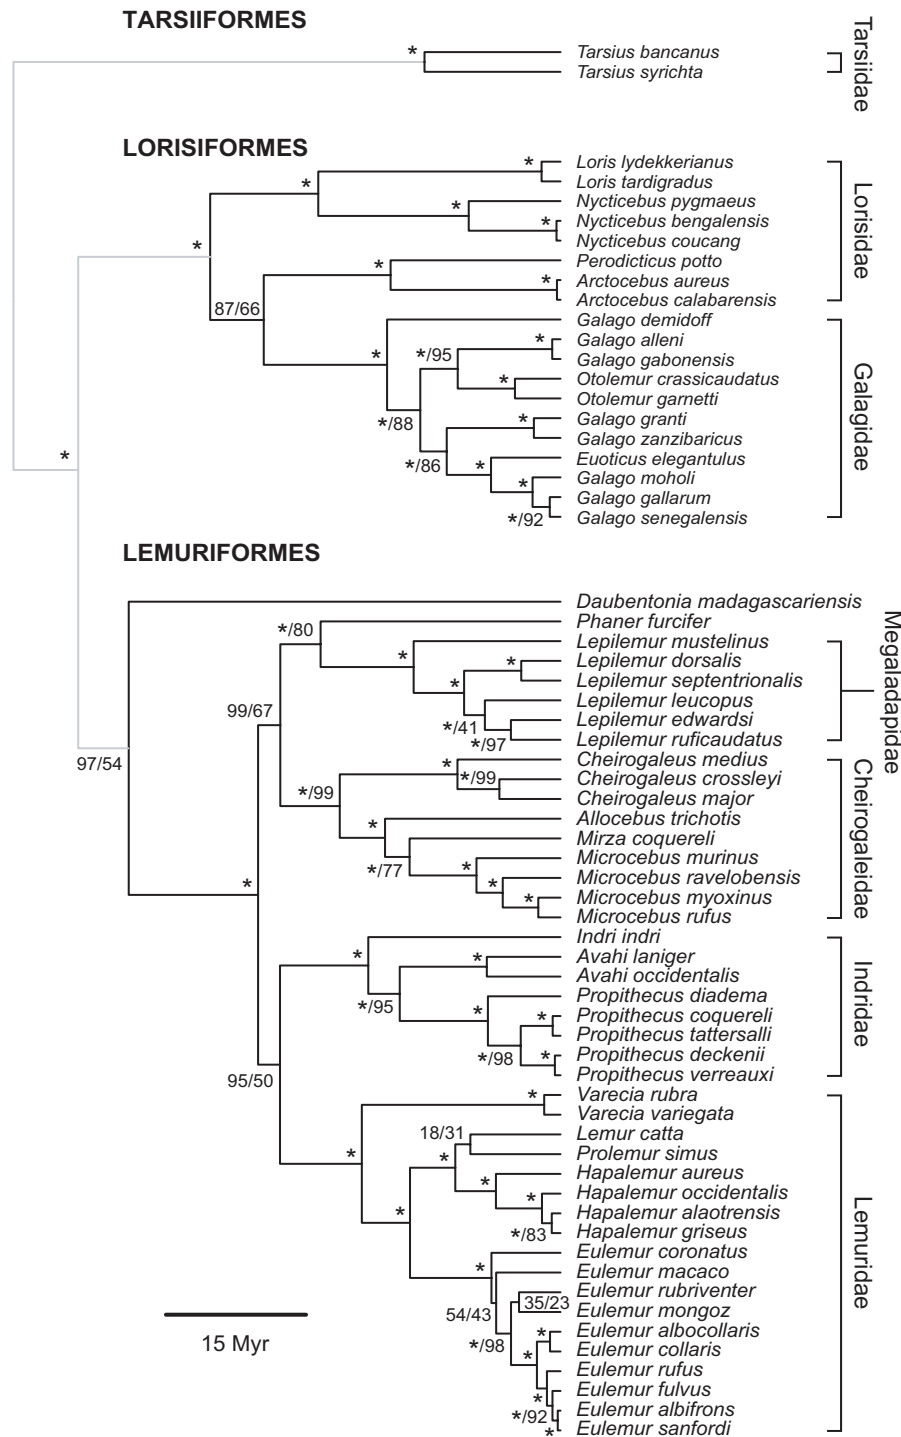 TARSIIFORMES
*
Tarsius bancanus
Tarsius syrichta
Tarsiidae
LORISIFORMES
*
Loris lydekkerianus
Loris tardigradus
*
Nycticebus pygmaeus
*
Nycticebus bengalensis
*
Nycticebus coucang
Lorisidae
*
Perodicticus potto
*
Arctocebus aureus
*
Arctocebus calabarensis
87/66
Galago demidoff
*
Galago alleni
*/95
*
Galago gabonensis
Otolemur crassicaudatus
*
Otolemur garnetti
*/88
Galago granti
*
Galago zanzibaricus
*/86
Euoticus elegantulus
*
Galago moholi
*
Galago gallarum
Galago senegalensis
*/92
Galagidae
*
LEMURIFORMES
Daubentonia madagascariensis
Phaner furcifer
*/80
Lepilemur mustelinus
*
Lepilemur dorsalis
*
Lepilemur septentrionalis
*
Lepilemur leucopus
Lepilemur edwardsi
*/41
Lepilemur ruficaudatus
*/97
Megaladapidae
99/67
97/54
Cheirogaleus medius
*
Cheirogaleus crossleyi
*/99
Cheirogaleus major
*/99
Allocebus trichotis
*
Mirza coquereli
*/77
Microcebus murinus
*
Microcebus ravelobensis
*
Microcebus myoxinus
*
Microcebus rufus
Cheirogaleidae
*
Indri indri
*
Avahi laniger
*
Avahi occidentalis
*/95
Propithecus diadema
*
Propithecus coquereli
*
Propithecus tattersalli
*/98
Propithecus deckenii
*
Propithecus verreauxi
Indridae
95/50
Varecia rubra
*
Varecia variegata
Lemur catta
18/31
Prolemur simus
*
*
Hapalemur aureus
*
Hapalemur occidentalis
*
Hapalemur alaotrensis
Hapalemur griseus
*/83
*
Eulemur coronatus
*
Eulemur macaco
Eulemur rubriventer
35/23
54/43
Eulemur mongoz
*/98
Eulemur albocollaris
*
Eulemur collaris
*
Eulemur rufus
Eulemur fulvus
*
Eulemur albifrons
*/92
Eulemur sanfordi
*
Lemuridae
15 Myr